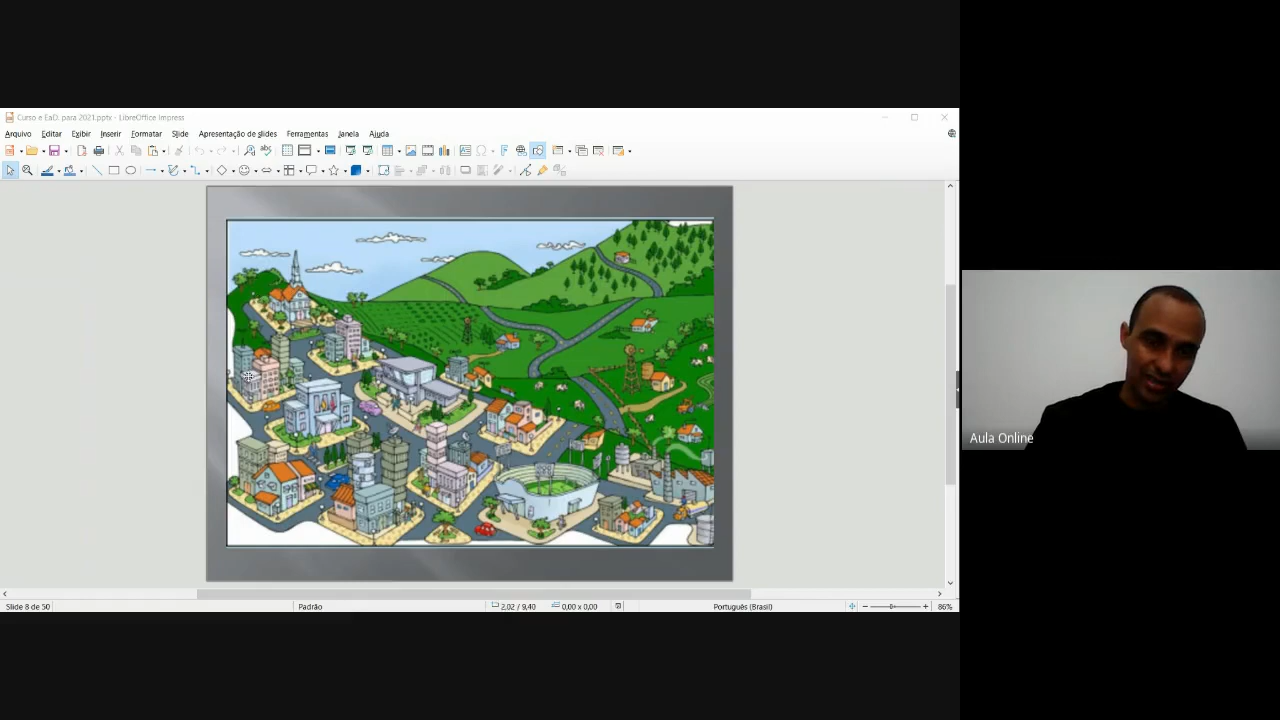 Curso e EaD. para 2021.pptx - LibreOffice Impress
Arquivo Editar Exibir Inserir Formatar Slide Apresentação de slides Ferramentas Janela Ajuda
Aula Online
Slide 8 de 50 Padrão 2,02 / 9,40 0,00 x 0,00 Português (Brasil) 86%